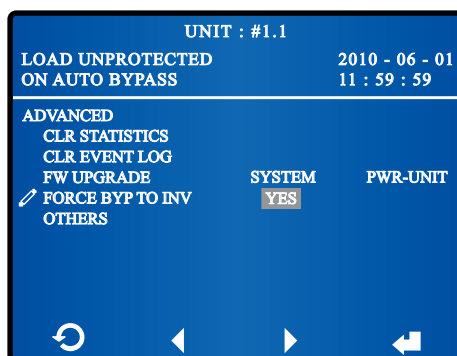 UNIT : #1.1
LOAD UNPROTECTED 2010 - 06 - 01
ON AUTO BYPASS 11 : 59 : 59
ADVANCED
CLR STATISTICS
CLR EVENT LOG
FW UPGRADE SYSTEM PWR-UNIT
FORCE BYP TO INV YES
OTHERS